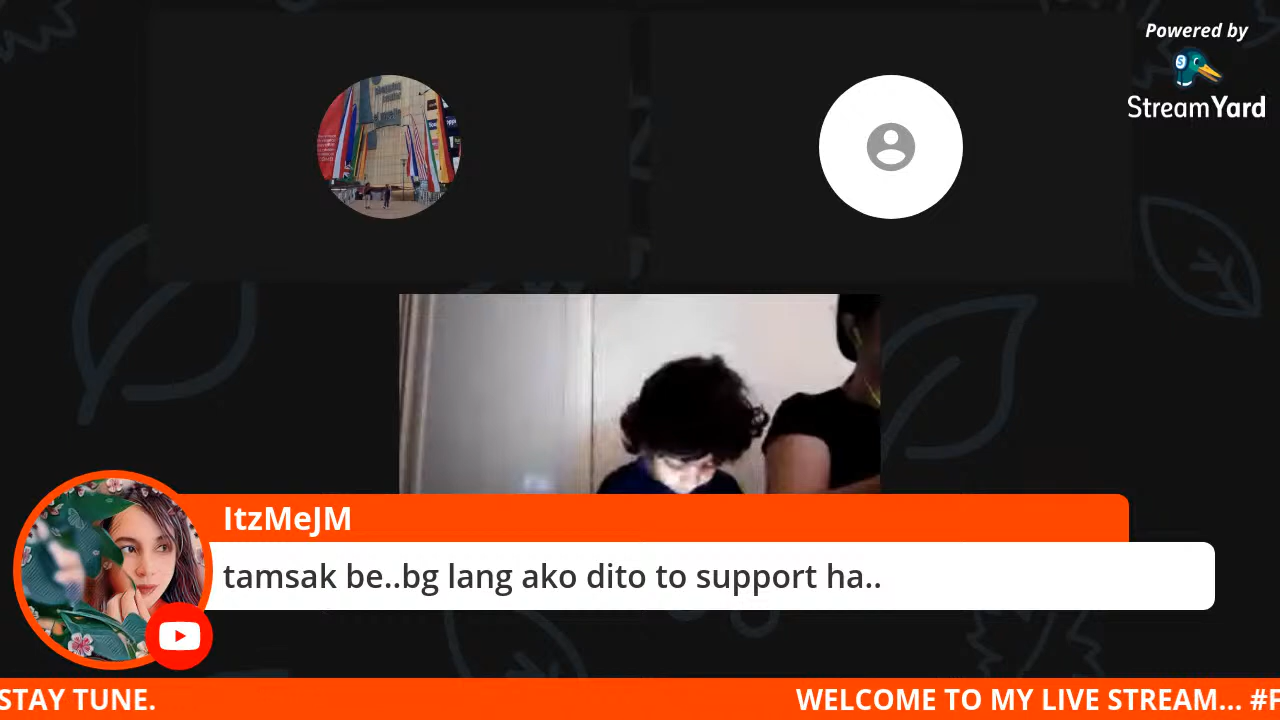 Powered by
StreamYard
ItzMeJM
tamsak be..bg lang ako dito to support ha..
STAY TUNE.
WELCOME TO MY LIVE STREAM... #F